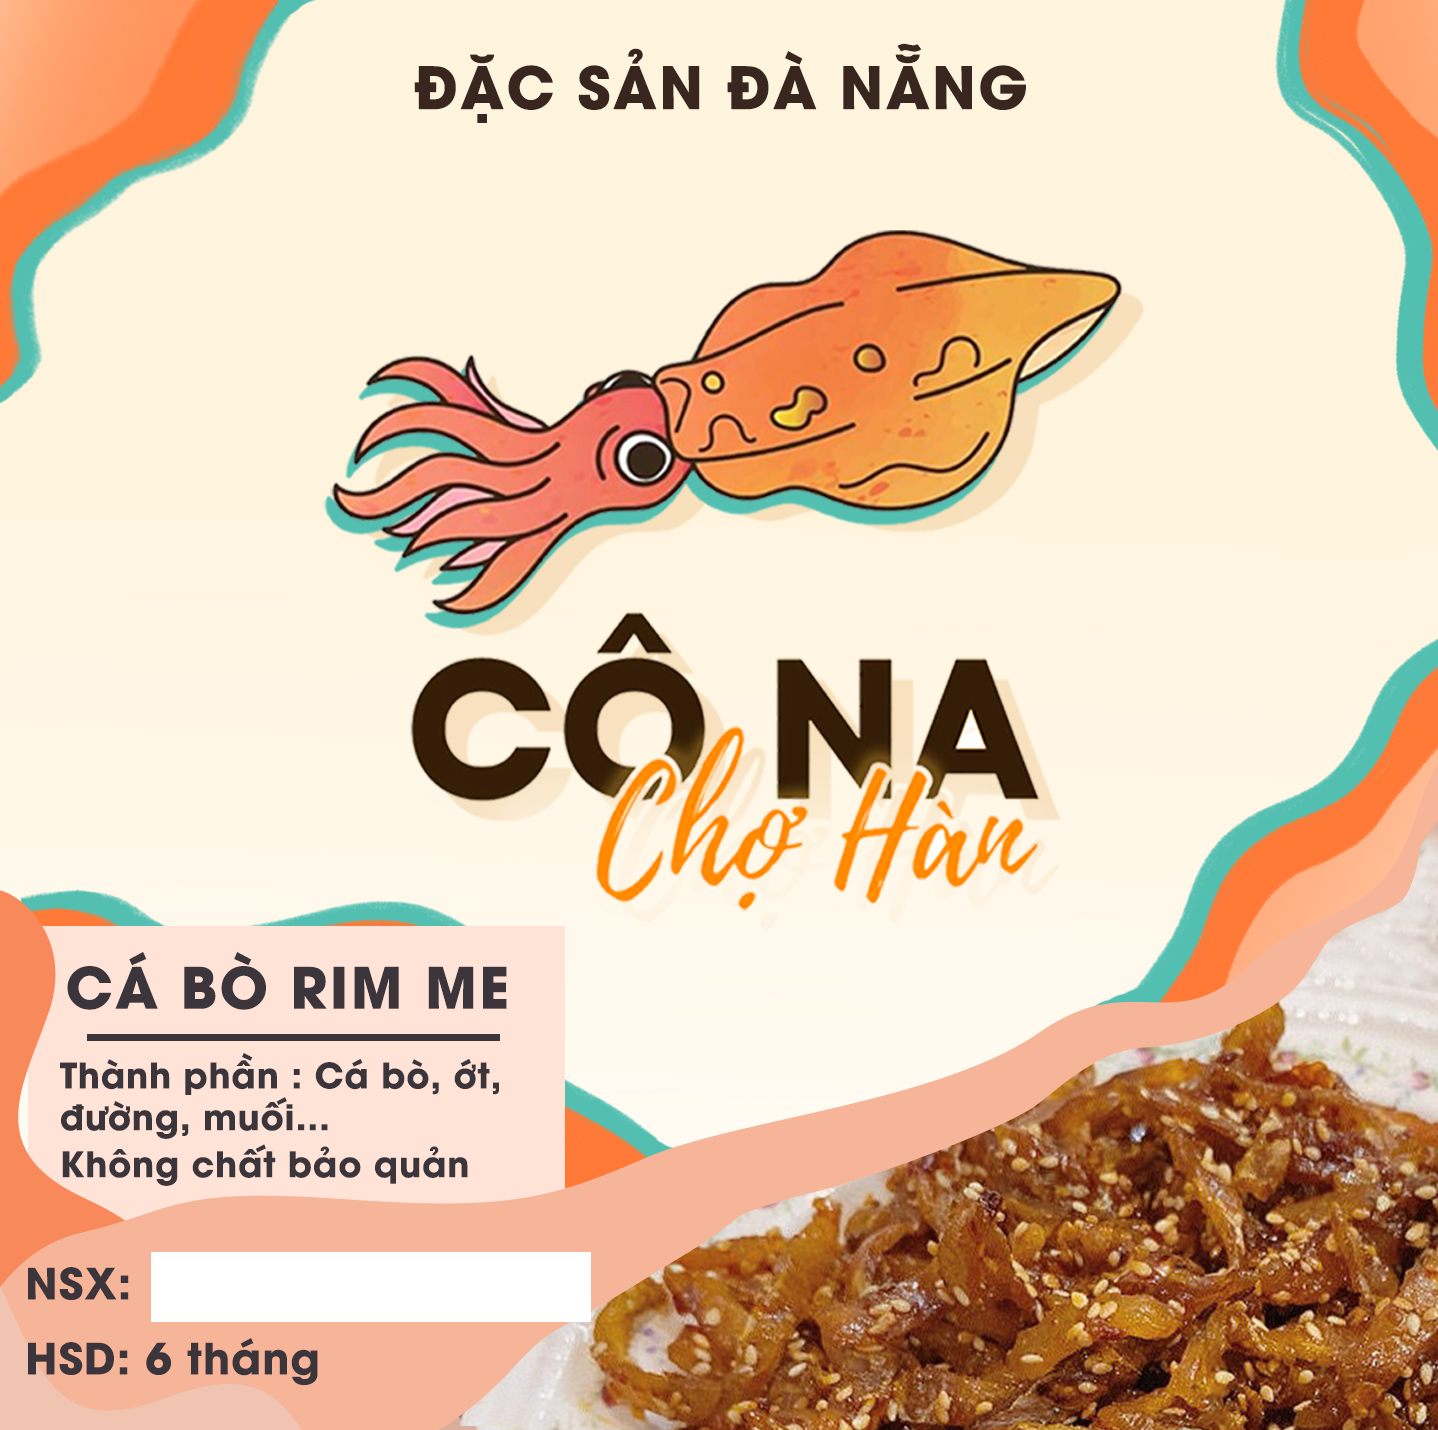 ĐẶC SẢN ĐÀ NẴNG
CÔ NA
Chợ Hàn
CÁ BÒ RIM ME
Thành phần : Cá bò, ớt,
đường, muối...
Không chất bảo quản
NSX:
HSD: 6 tháng